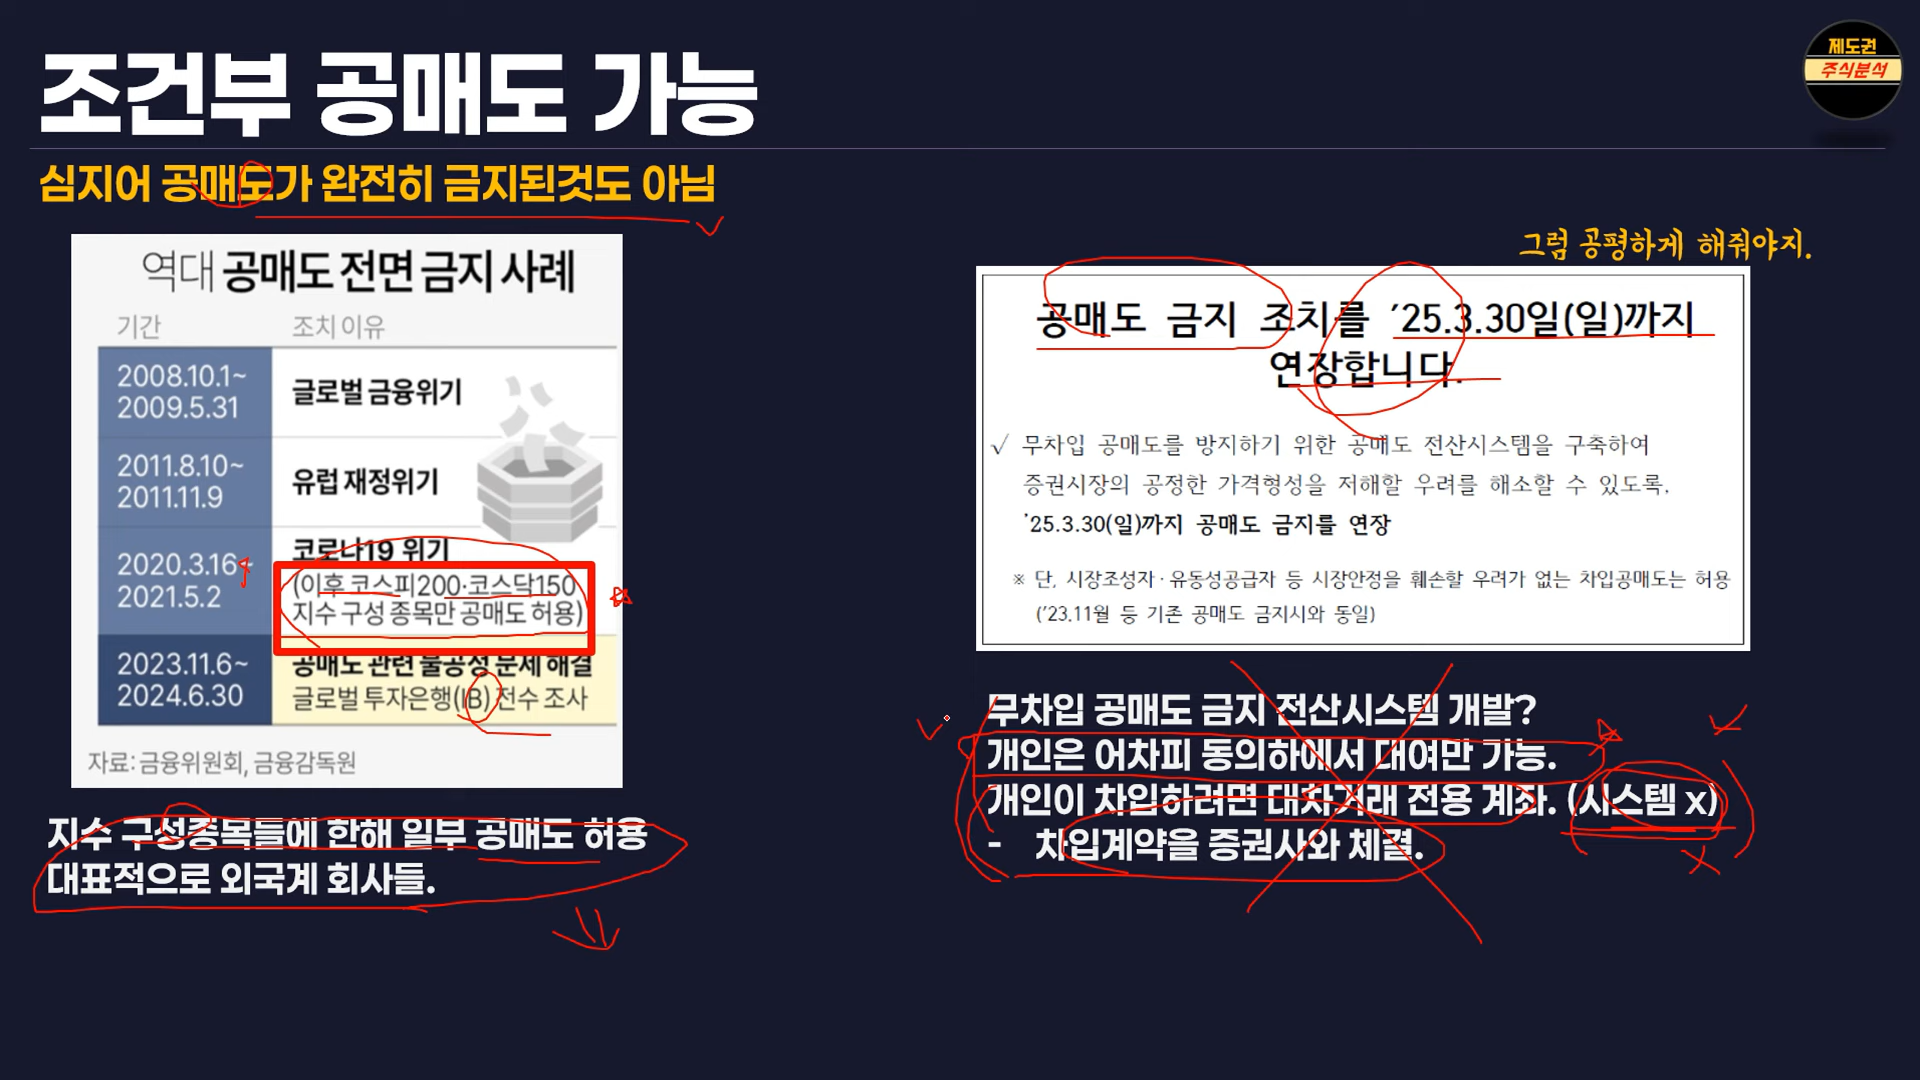 제도권
주식분석
조건부 공매도 가능
심지어 공매도가 완전히 금지된것도 아님
역대 공매도 전면 금지 사례
기간 조치 이유
2008.10.1~
2009.5.31
글로벌 금융위기
2011.8.10~
2011.11.9
유럽 재정위기
2020.3.16~
2021.5.2
코로나19 위기
(이후 코스피200·코스닥150
지수 구성 종목만 공매도 허용)
2023.11.6~
2024.6.30
공매도 관련 불공정 문제 해결
글로벌 투자은행(IB) 전수 조사
자료: 금융위원회, 금융감독원
지수 구성종목들에 한해 일부 공매도 허용
대표적으로 외국계 회사들.
그럼 공평하게 해줘야지.
공매도 금지 조치를 ’25.3.30일(일)까지
연장합니다.
√ 무차입 공매도를 방지하기 위한 공매도 전산시스템을 구축하여
증권시장의 공정한 가격형성을 저해할 우려를 해소할 수 있도록,
’25.3.30(일)까지 공매도 금지를 연장
※ 단, 시장조성자·유동성공급자 등 시장안정을 훼손할 우려가 없는 차입공매도는 허용
(’23.11월 등 기존 공매도 금지시와 동일)
무차입 공매도 금지 전산시스템 개발?
개인은 어차피 동의하에서 대여만 가능.
개인이 차입하려면 대차거래 전용 계좌. (시스템 x)
- 차입계약을 증권사와 체결.